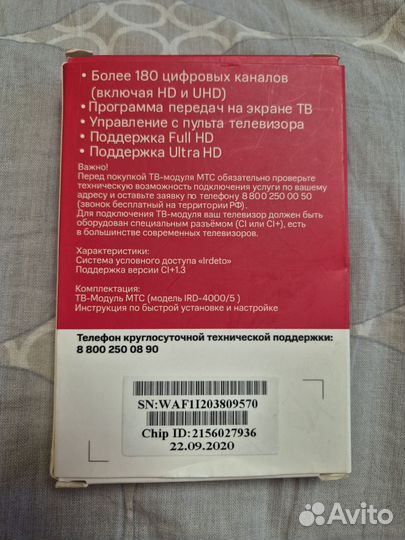 • Более 180 цифровых каналов
(включая HD и UHD)
• Программа передач на экране ТВ
• Управление с пульта телевизора
• Поддержка Full HD
• Поддержка Ultra HD
Важно!
Перед покупкой ТВ-модуля МТС обязательно проверьте
техническую возможность подключения услуги по вашему
адресу и оставьте заявку по телефону 8 800 250 00 50
(звонок бесплатный на территории РФ).
Для подключения ТВ-модуля ваш телевизор должен быть
оборудован специальным разъёмом (CI или CI+), есть
в большинстве современных телевизоров.
Характеристики:
Система условного доступа «Irdeto»
Поддержка версии CI+1.3
Комплектация:
ТВ-Модуль МТС (модель IRD-4000/5 )
Инструкция по быстрой установке и настройке
Телефон круглосуточной технической поддержки:
8 800 250 08 90
SN:WAF1I203809570
Chip ID:2156027936
22.09.2020
Avito